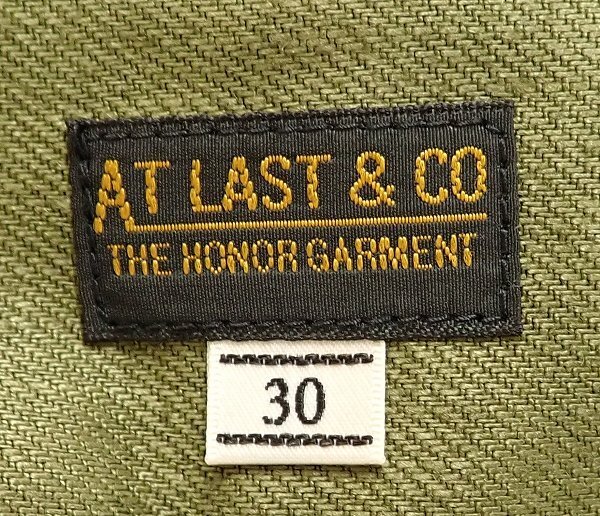 AT LAST & CO
THE HONOR GARMENT
30